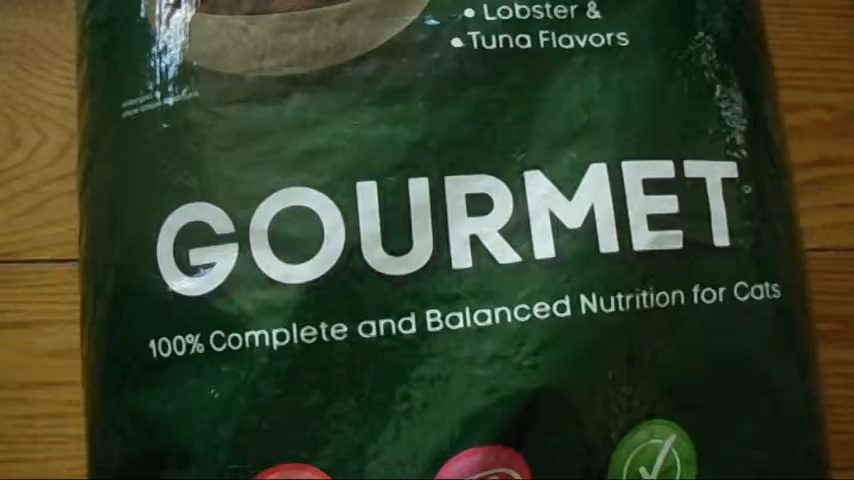 • Lobster &
• Tuna Flavors
GOURMET
100% Complete and Balanced Nutrition for Cats